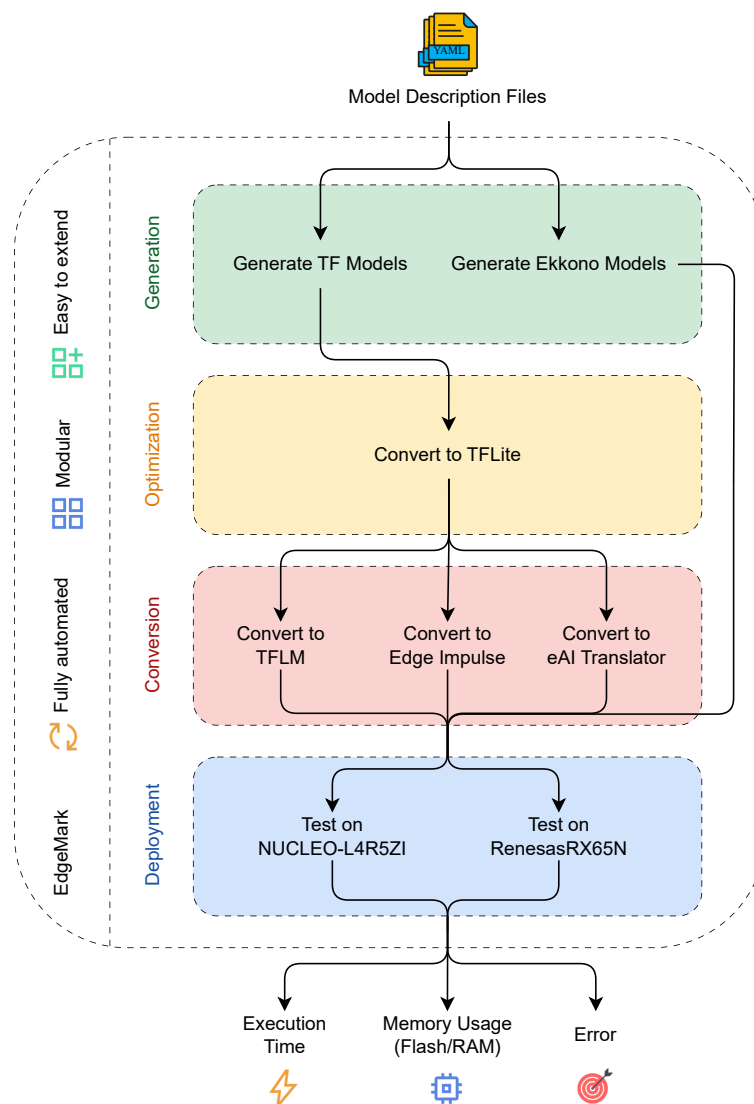 YAML
Model Description Files
Easy to extend
Modular
Fully automated
EdgeMark
Generation
Generate TF Models
Generate Ekkono Models
Optimization
Convert to TFLite
Conversion
Convert to
TFLM
Convert to
Edge Impulse
Convert to
eAI Translator
Deployment
Test on
NUCLEO-L4R5ZI
Test on
RenesasRX65N
Execution
Time
Memory Usage
(Flash/RAM)
Error